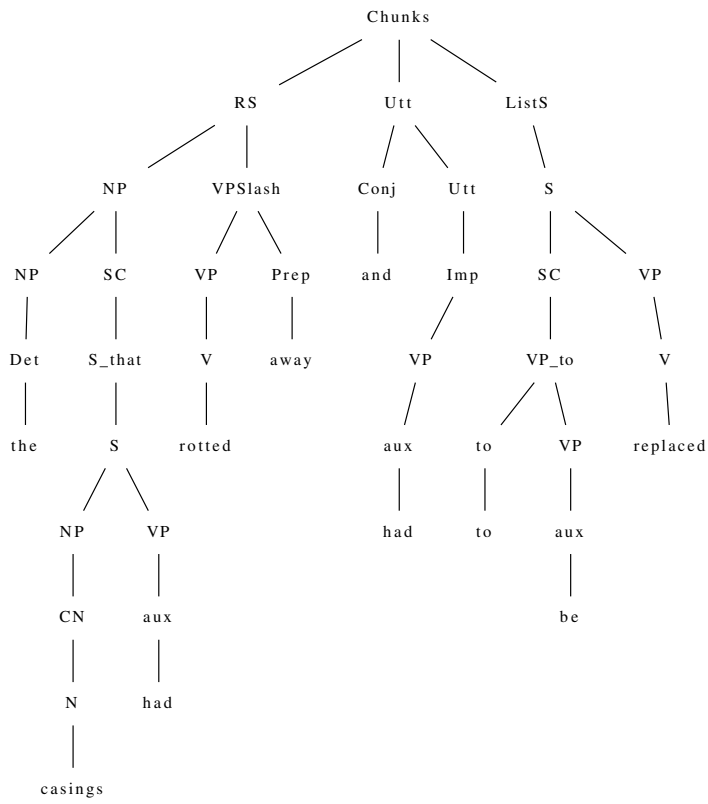 Chunks
RS Utt ListS
NP VPSlash Conj Utt S
NP SC VP Prep and Imp SC VP
Det S_that V away VP VP_to V
the S rotted aux to VP replaced
NP VP had to aux
CN aux be
N had
casings